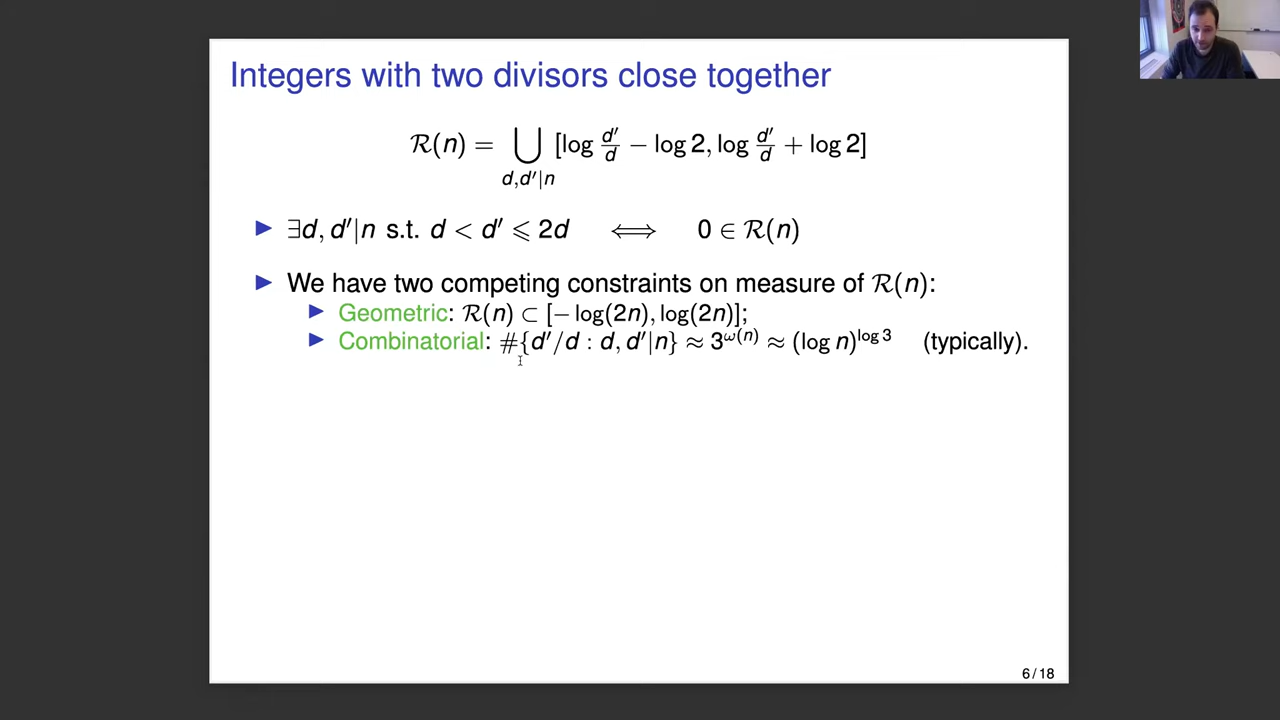 Integers with two divisors close together
ℛ(n) = ⋃_{d,d′|n} [log d′/d − log 2, log d′/d + log 2]
▶ ∃d, d′|n s.t. d < d′ ⩽ 2d ⟺ 0 ∈ ℛ(n)
▶ We have two competing constraints on measure of ℛ(n):
▶ Geometric: ℛ(n) ⊂ [− log(2n), log(2n)];
▶ Combinatorial: #{d′/d : d, d′|n} ≈ 3^{ω(n)} ≈ (log n)^{log 3} (typically).
6 / 18